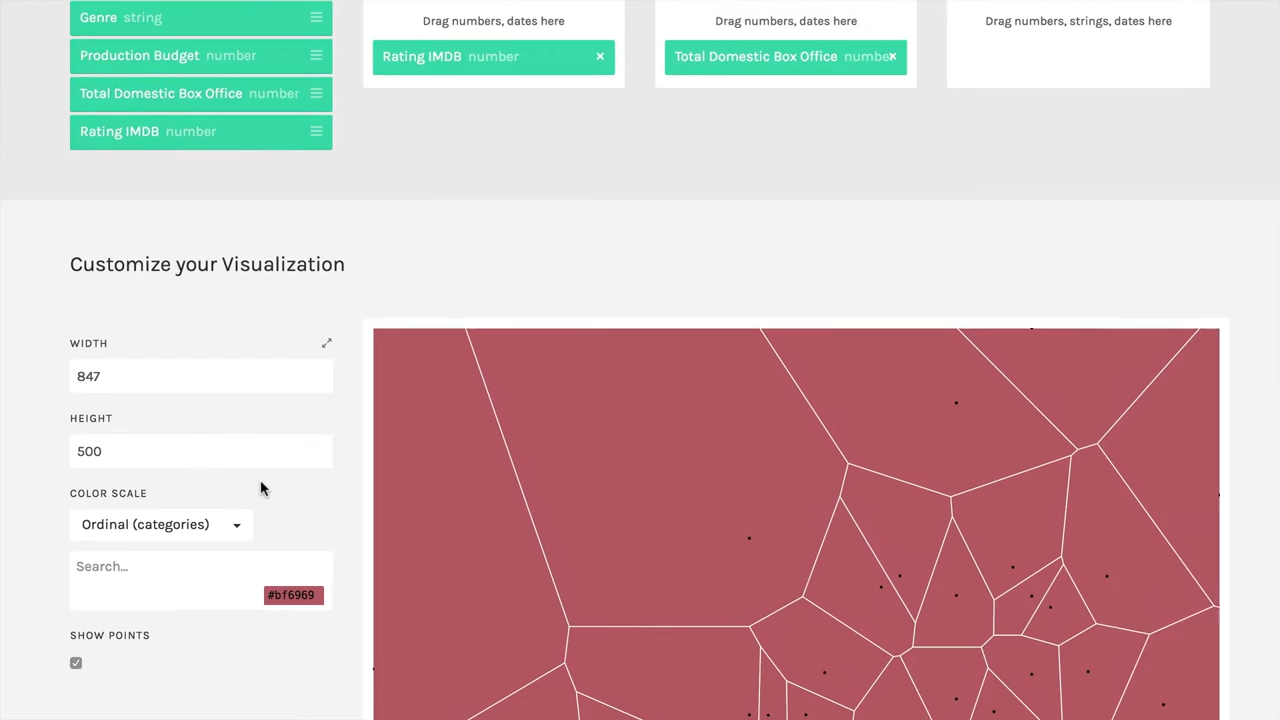 Genre string
Production Budget number
Total Domestic Box Office number
Rating IMDB number
Drag numbers, dates here
Rating IMDB number ×
Drag numbers, dates here
Total Domestic Box Office number ×
Drag numbers, strings, dates here
Customize your Visualization
WIDTH
847
HEIGHT
500
COLOR SCALE
Ordinal (categories)
Search...
#bf6969
SHOW POINTS